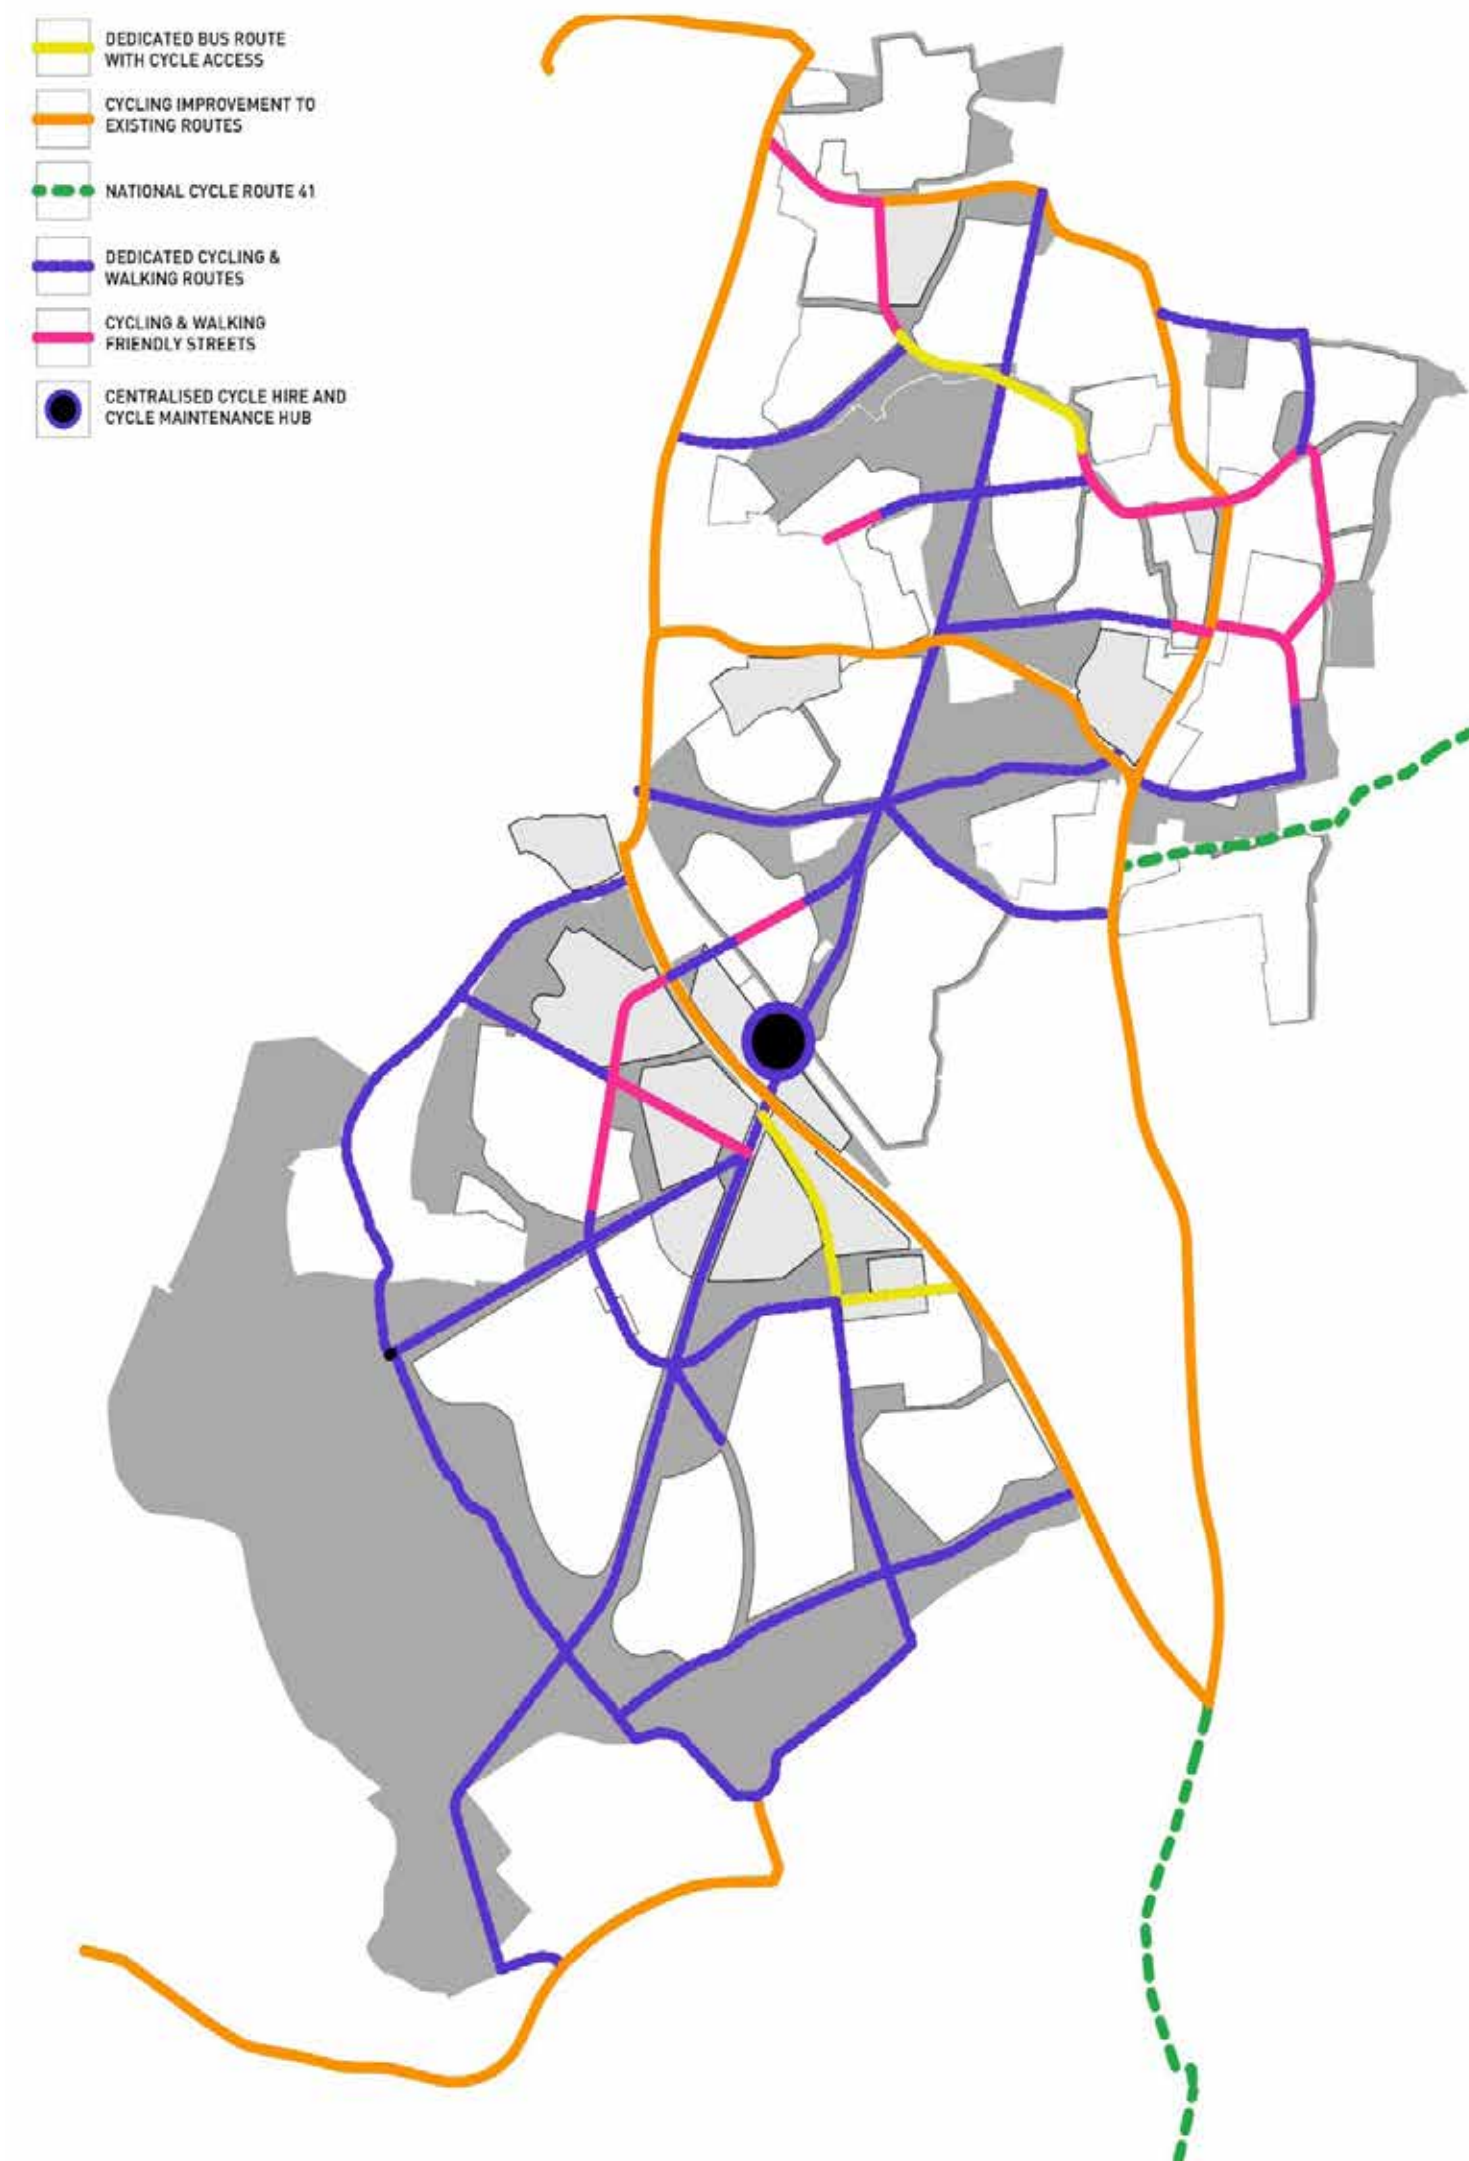 DEDICATED BUS ROUTE
WITH CYCLE ACCESS
CYCLING IMPROVEMENT TO
EXISTING ROUTES
NATIONAL CYCLE ROUTE 41
DEDICATED CYCLING &
WALKING ROUTES
CYCLING & WALKING
FRIENDLY STREETS
CENTRALISED CYCLE HIRE AND
CYCLE MAINTENANCE HUB